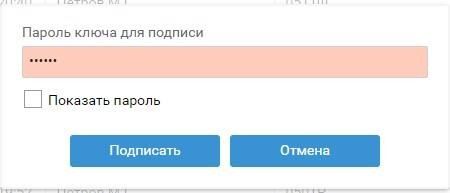 Пароль ключа для подписи
••••••
Показать пароль
Подписать Отмена